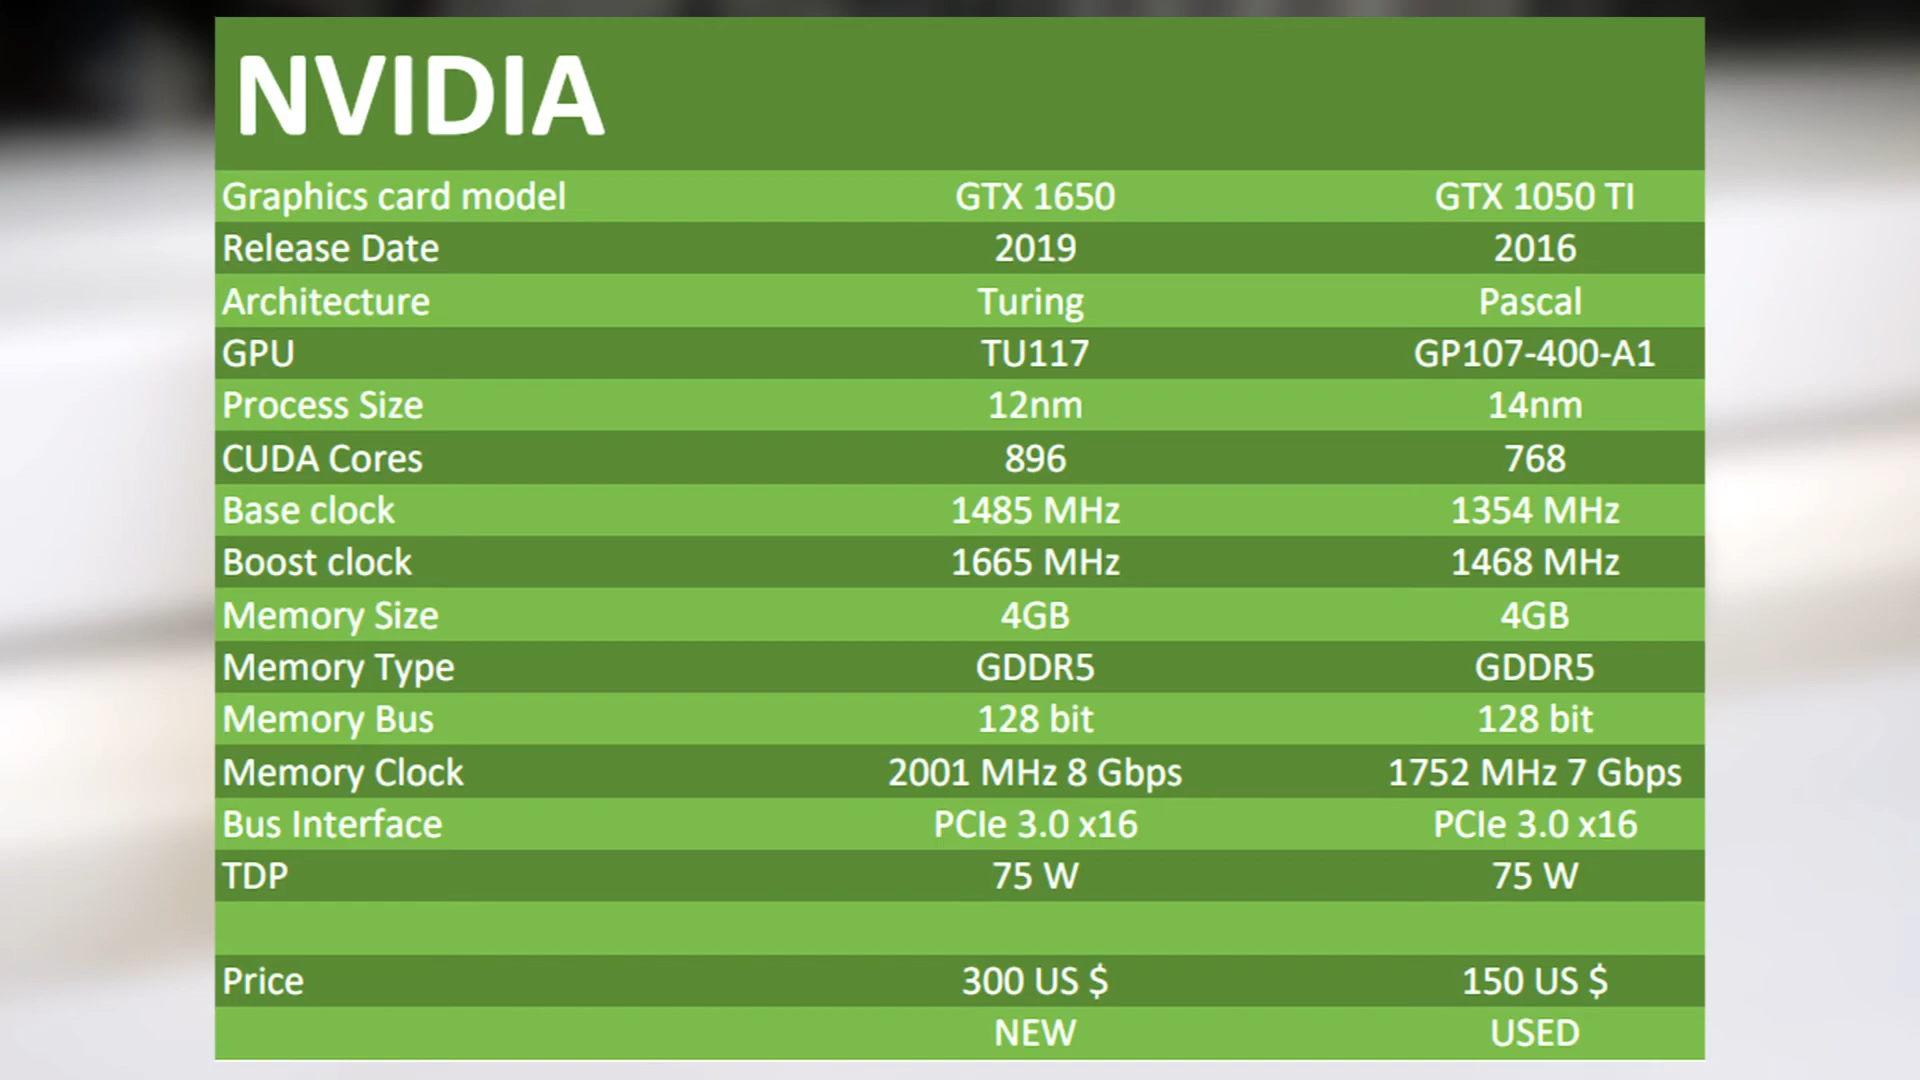 NVIDIA
Graphics card model GTX 1650 GTX 1050 TI
Release Date 2019 2016
Architecture Turing Pascal
GPU TU117 GP107-400-A1
Process Size 12nm 14nm
CUDA Cores 896 768
Base clock 1485 MHz 1354 MHz
Boost clock 1665 MHz 1468 MHz
Memory Size 4GB 4GB
Memory Type GDDR5 GDDR5
Memory Bus 128 bit 128 bit
Memory Clock 2001 MHz 8 Gbps 1752 MHz 7 Gbps
Bus Interface PCIe 3.0 x16 PCIe 3.0 x16
TDP 75 W 75 W
Price 300 US $ 150 US $
NEW USED